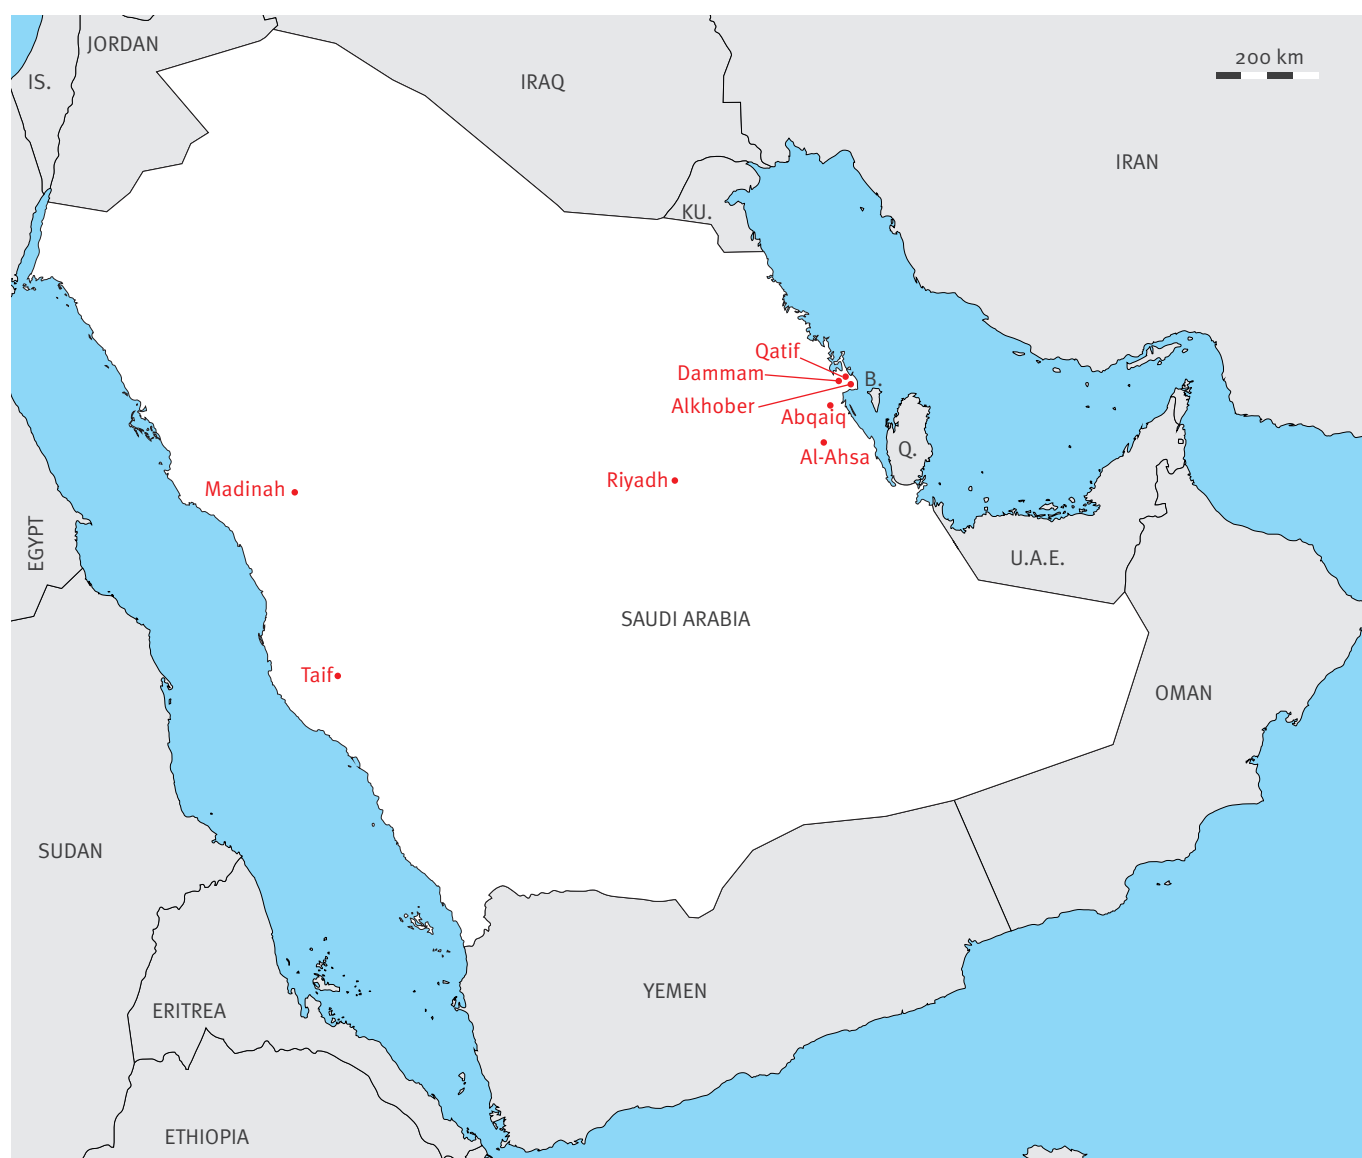 JORDAN
200 km
IS.
IRAQ
IRAN
KU.
Qatif
Dammam
B.
Alkhober
Abqaiq
Q.
Al-Ahsa
Riyadh
Madinah
EGYPT
U.A.E.
SAUDI ARABIA
Taif
OMAN
SUDAN
YEMEN
ERITREA
ETHIOPIA